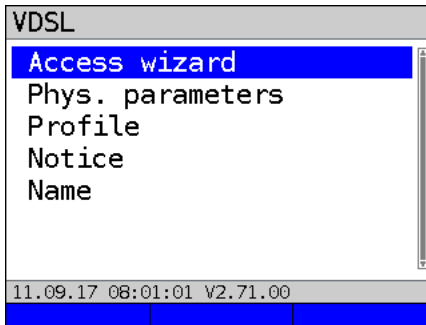 VDSL
Access wizard
Phys. parameters
Profile
Notice
Name
11.09.17 08:01:01 V2.71.00